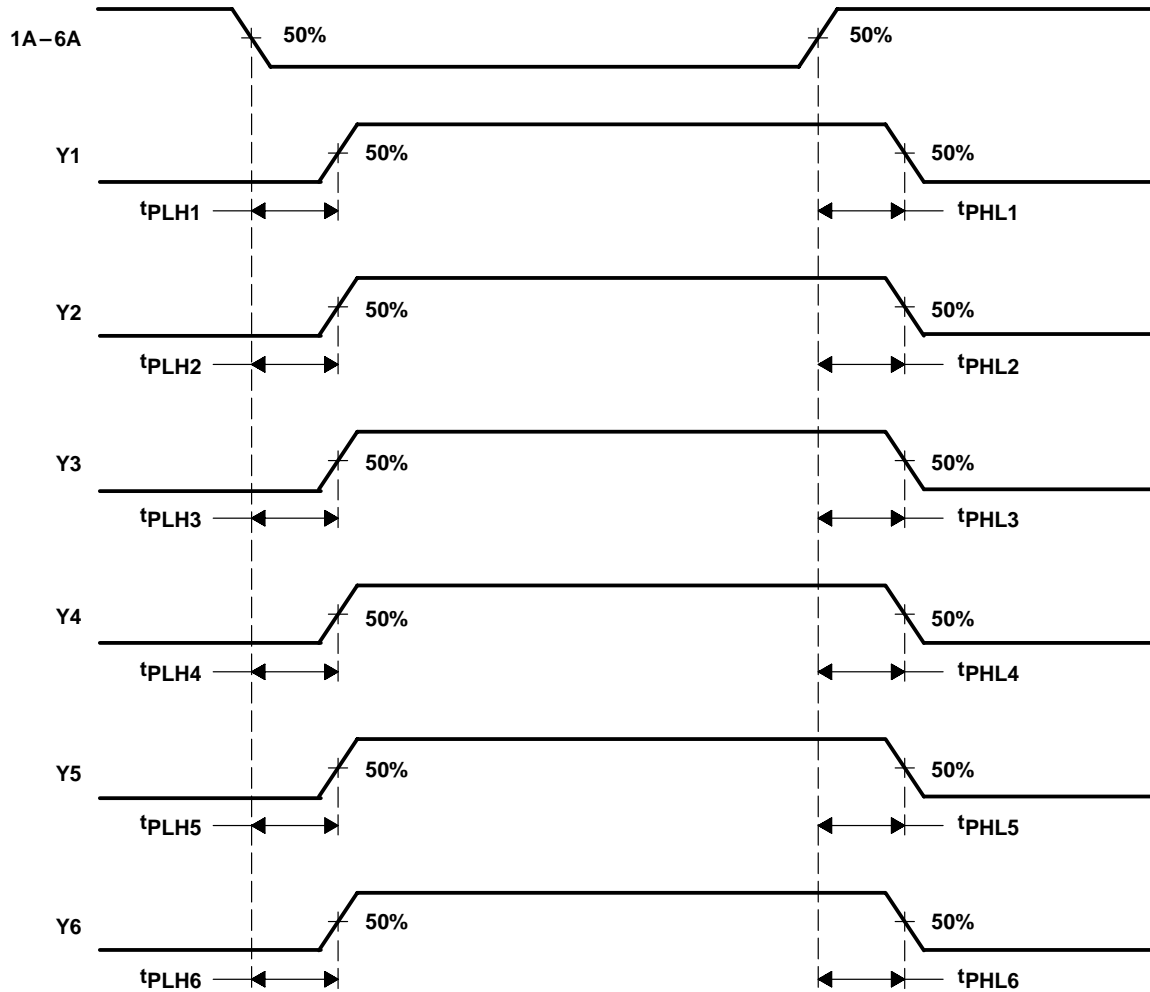 1A–6A 50% 50%
Y1 50% 50%
tPLH1 tPHL1
Y2 50% 50%
tPLH2 tPHL2
Y3 50% 50%
tPLH3 tPHL3
Y4 50% 50%
tPLH4 tPHL4
Y5 50% 50%
tPLH5 tPHL5
Y6 50% 50%
tPLH6 tPHL6